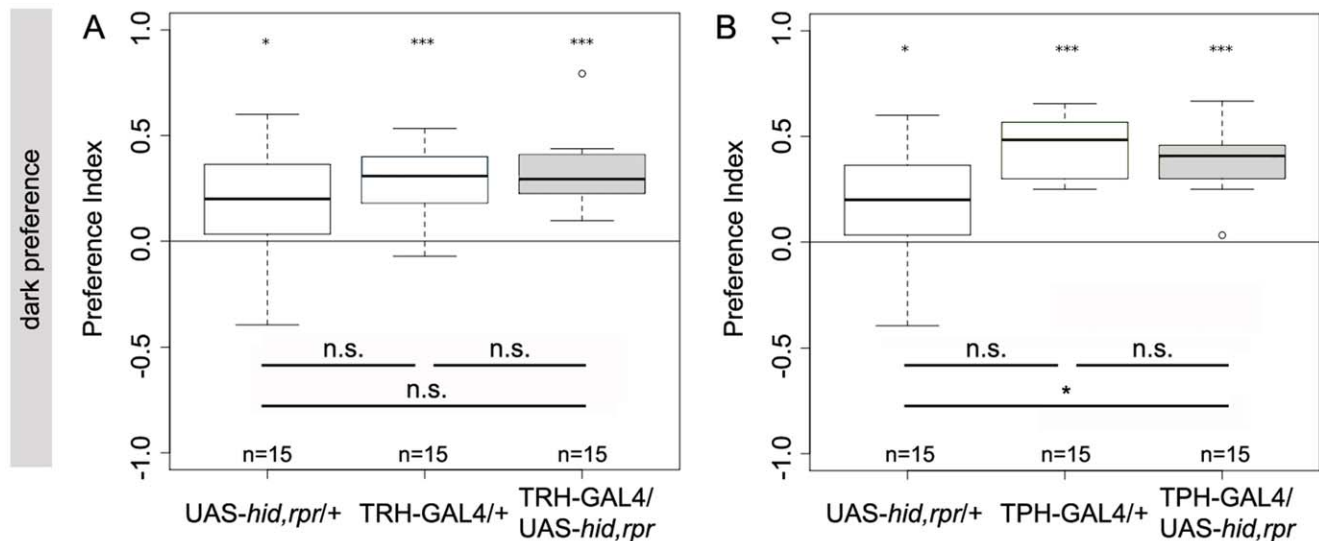 dark preference
A
Preference Index
1.0
0.5
0.0
-0.5
-1.0
* *** ***
n.s. n.s.
n.s.
n=15 n=15 n=15
UAS-hid,rpr/+ TRH-GAL4/+ TRH-GAL4/
UAS-hid,rpr
B
Preference Index
1.0
0.5
0.0
-0.5
-1.0
* *** ***
n.s. n.s.
*
n=15 n=15 n=15
UAS-hid,rpr/+ TPH-GAL4/+ TPH-GAL4/
UAS-hid,rpr